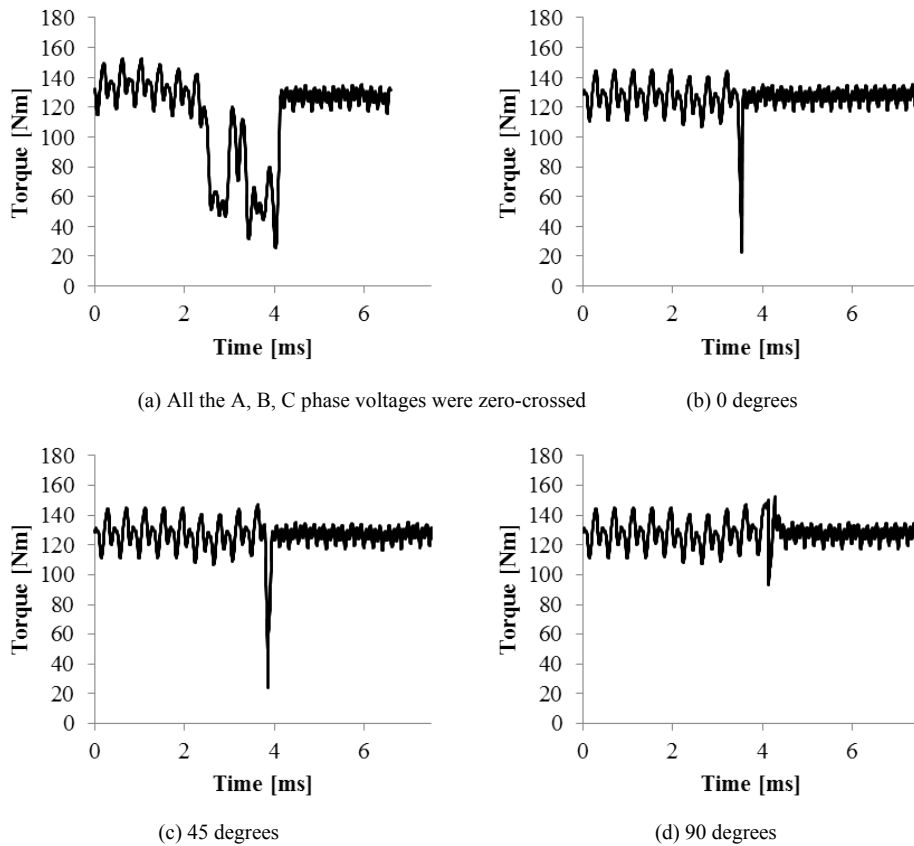 180
160
140
120
100
80
60
40
20
0
Torque [Nm]
0 2 4 6
Time [ms]
180
160
140
120
100
80
60
40
20
0
Torque [Nm]
0 2 4 6
Time [ms]
(a) All the A, B, C phase voltages were zero-crossed
(b) 0 degrees
180
160
140
120
100
80
60
40
20
0
Torque [Nm]
0 2 4 6
Time [ms]
180
160
140
120
100
80
60
40
20
0
Torque [Nm]
0 2 4 6
Time [ms]
(c) 45 degrees
(d) 90 degrees